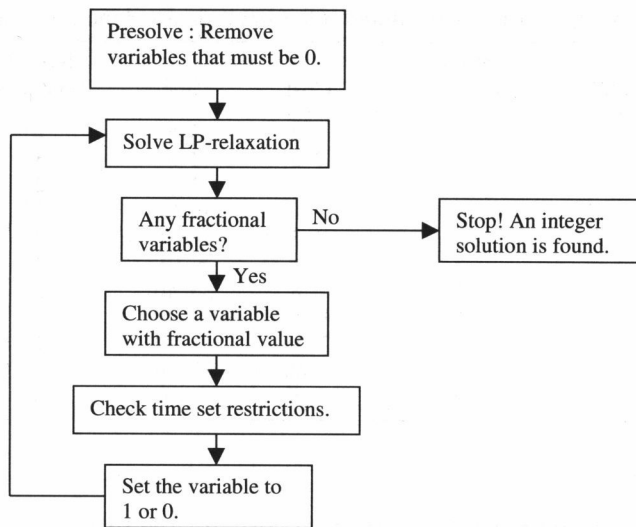 Presolve : Remove
variables that must be 0.
Solve LP-relaxation
Any fractional
variables?
No
Stop! An integer
solution is found.
Yes
Choose a variable
with fractional value
Check time set restrictions.
Set the variable to
1 or 0.